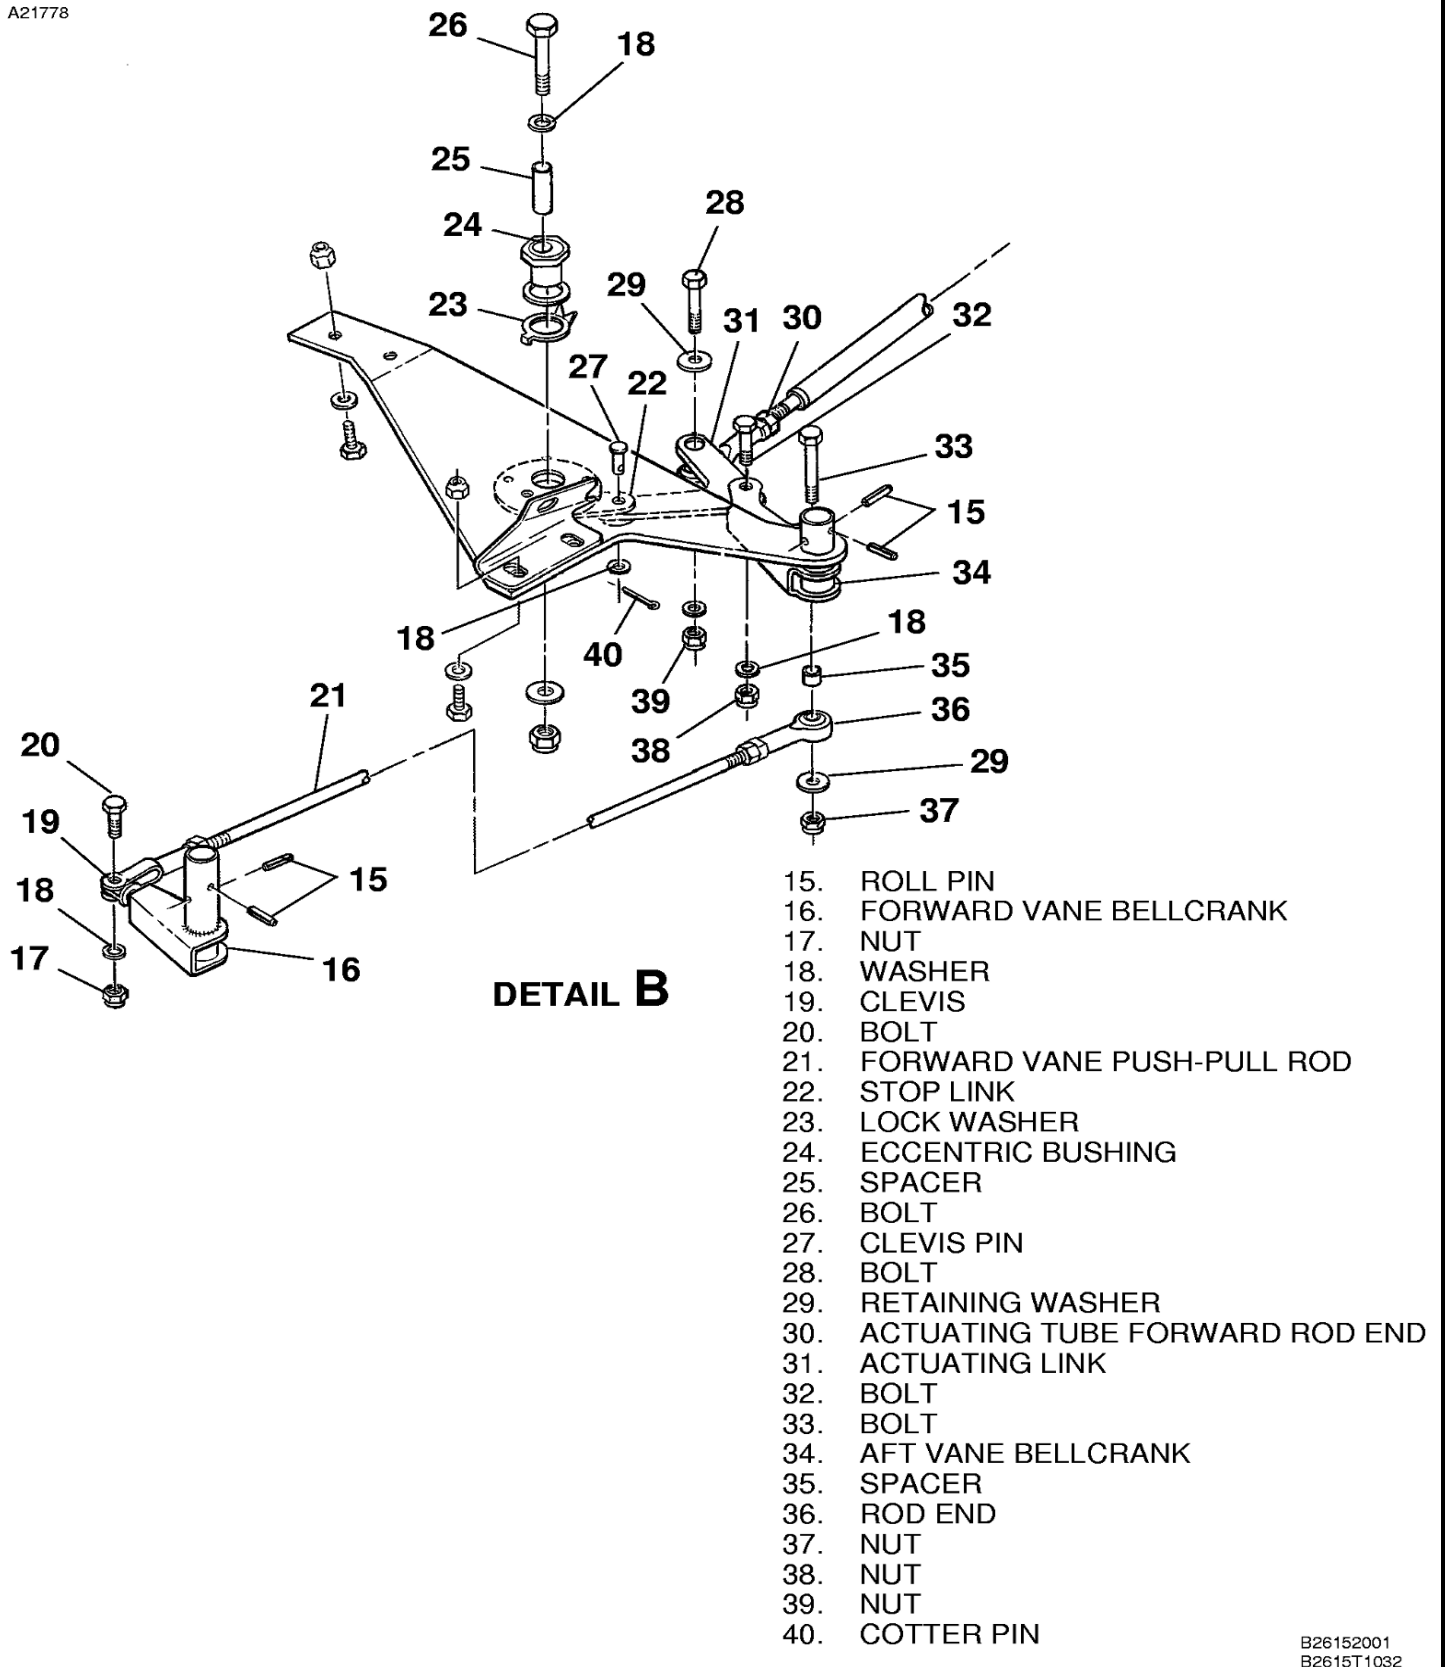 A21778
26
18
25
24
28
23
29
31
30
32
27
22
33
15
34
18
40
18
35
39
36
38
21
20
29
37
19
15
18
17
16
DETAIL B
15. ROLL PIN
16. FORWARD VANE BELLCRANK
17. NUT
18. WASHER
19. CLEVIS
20. BOLT
21. FORWARD VANE PUSH-PULL ROD
22. STOP LINK
23. LOCK WASHER
24. ECCENTRIC BUSHING
25. SPACER
26. BOLT
27. CLEVIS PIN
28. BOLT
29. RETAINING WASHER
30. ACTUATING TUBE FORWARD ROD END
31. ACTUATING LINK
32. BOLT
33. BOLT
34. AFT VANE BELLCRANK
35. SPACER
36. ROD END
37. NUT
38. NUT
39. NUT
40. COTTER PIN
B26152001
B2615T1032